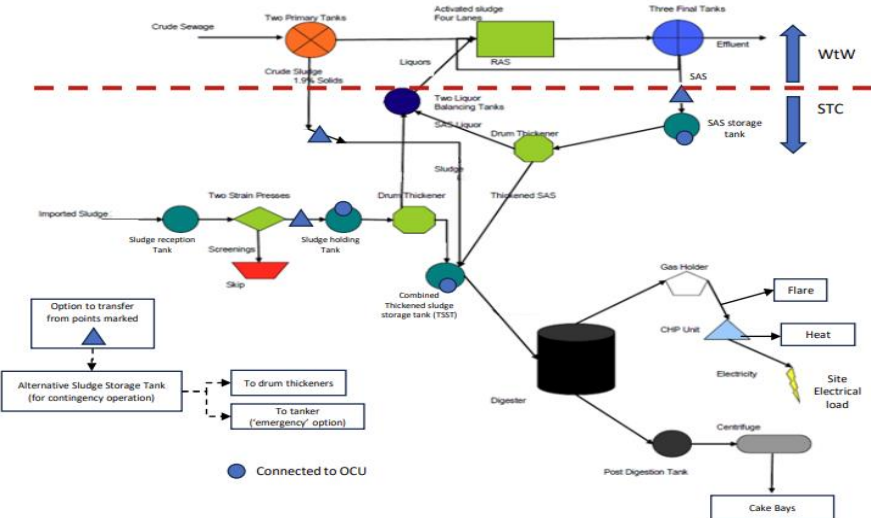 Crude Sewage
Two Primary Tanks
Activated sludge
Four Lanes
Three Final Tanks
Effluent
WtW
Liquors
RAS
Crude Sludge
1.9% Solids
SAS
Two Liquor
Balancing Tanks
STC
SAS Liquor
Drum Thickener
SAS storage
tank
Sludge
Two Strain Presses
Drum Thickener
Thickened SAS
Imported Sludge
Sludge reception
Tank
Screenings
Sludge holding
Tank
Skip
Combined
Thickened sludge
storage tank (TSST)
Gas Holder
Flare
Option to transfer
from points marked
CHP Unit
Heat
Alternative Sludge Storage Tank
(for contingency operation)
To drum thickeners
To tanker
('emergency' option)
Electricity
Site
Electrical
load
Digester
Centrifuge
Connected to OCU
Post Digestion Tank
Cake Bays